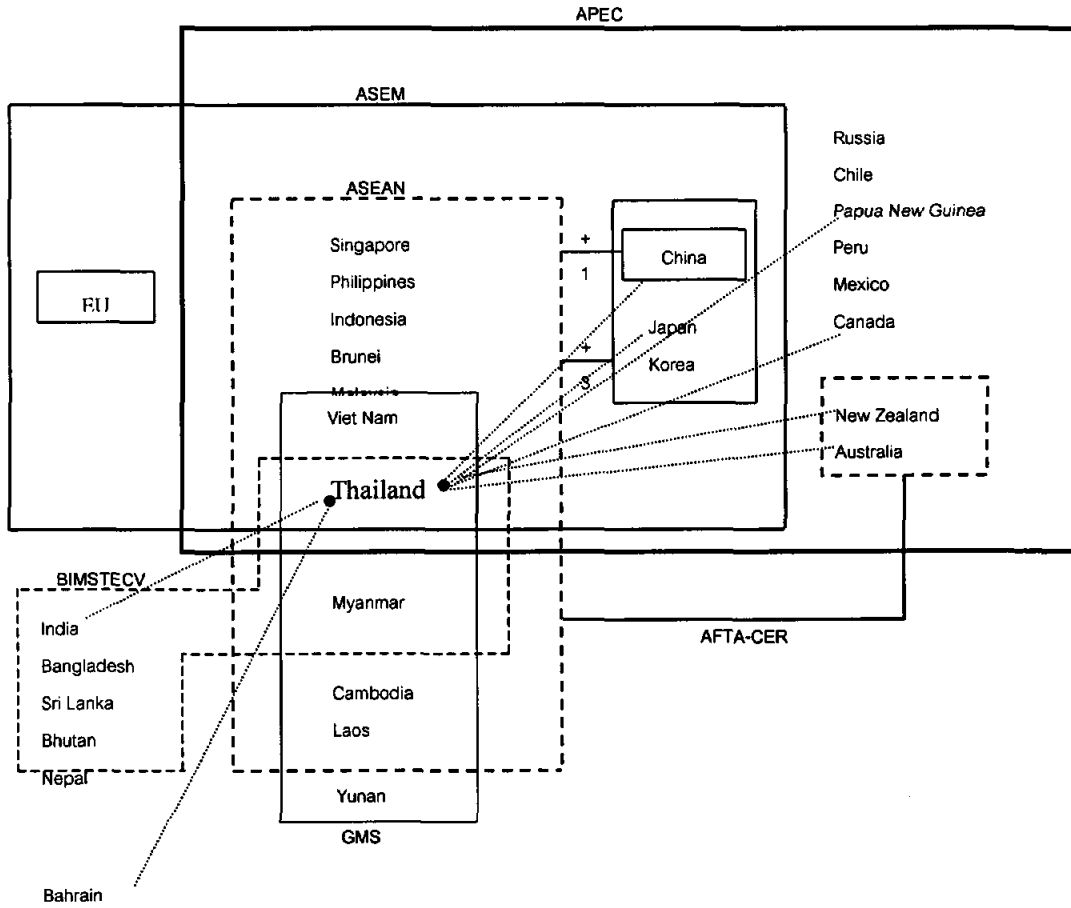 APEC
ASEM
Russia
Chile
Papua New Guinea
Peru
Mexico
Canada
ASEAN
Singapore
Philippines
Indonesia
Brunei
Malaysia
Viet Nam
Thailand
EU
+
1
China
Japan
+
3
Korea
New Zealand
Australia
BIMSTECV
India
Bangladesh
Sri Lanka
Bhutan
Nepal
Myanmar
Cambodia
Laos
Yunan
GMS
AFTA-CER
Bahrain